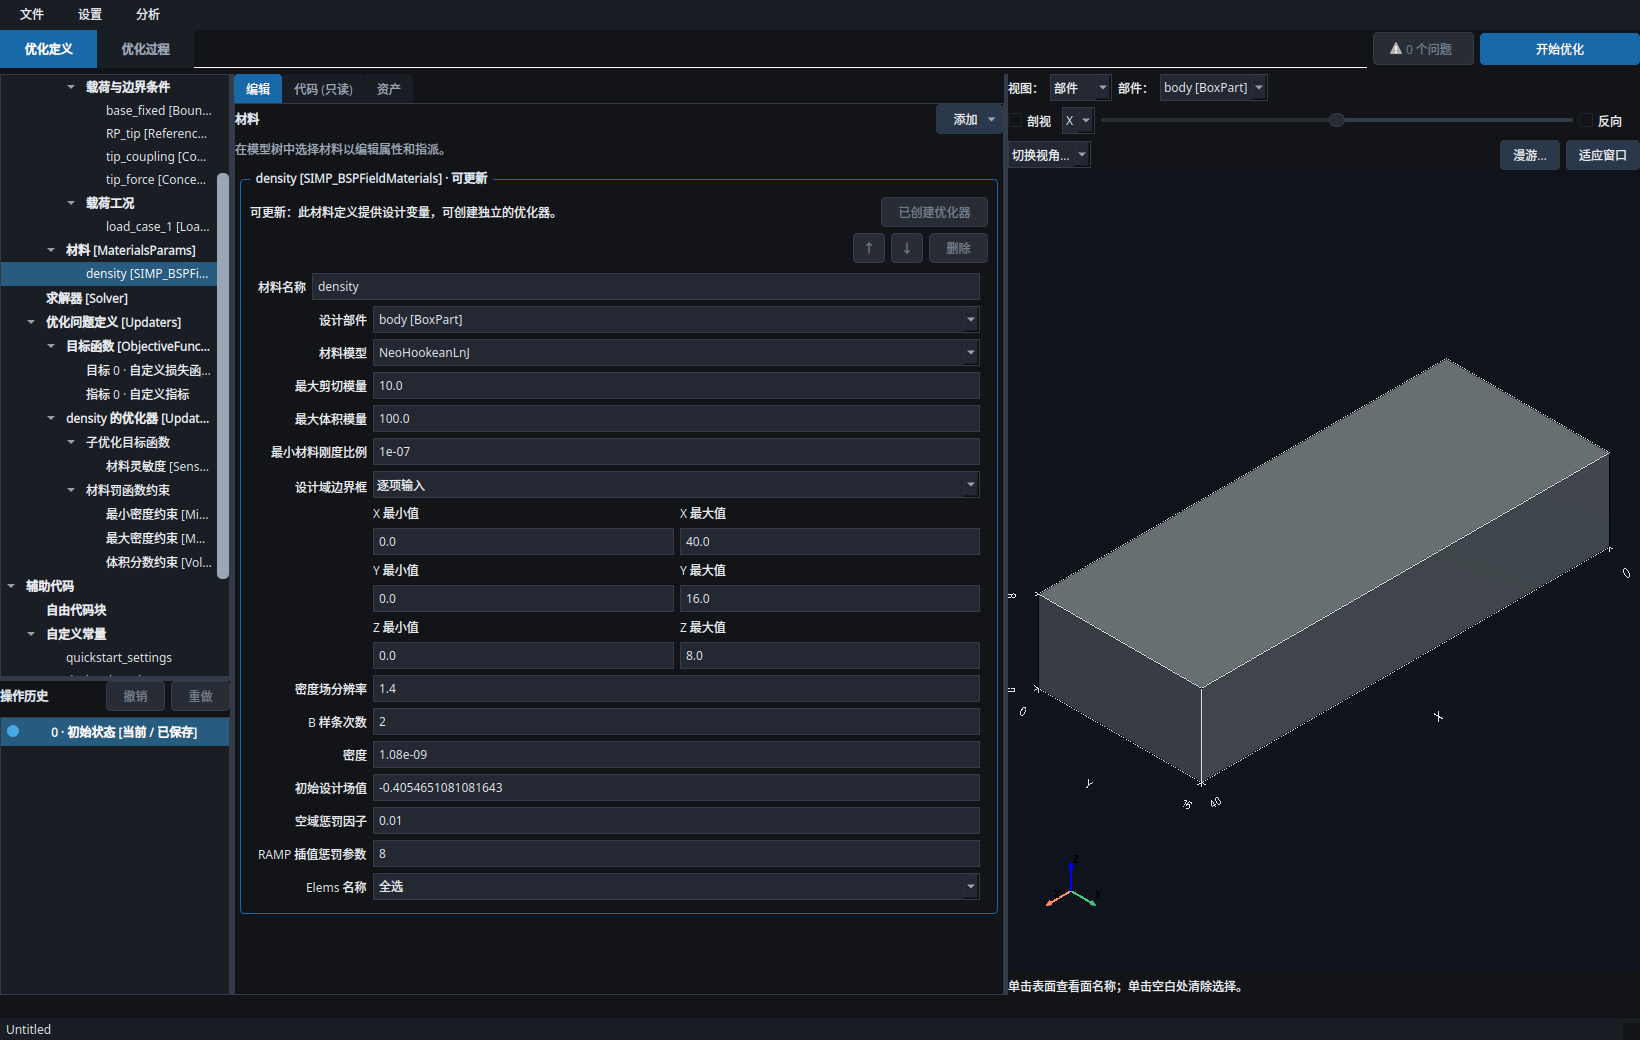 文件 设置 分析
优化定义 优化过程
0 个问题 开始优化
载荷与边界条件
base_fixed [Boun...
RP_tip [Referenc...
tip_coupling [Co...
tip_force [Conce...
载荷工况
load_case_1 [Loa...
材料 [MaterialsParams]
density [SIMP_BSPFi...
求解器 [Solver]
优化问题定义 [Updaters]
目标函数 [ObjectiveFunc...
目标 0 · 自定义损失函...
指标 0 · 自定义指标
density 的优化器 [Updat...
子优化目标函数
材料灵敏度 [Sens...
材料罚函数约束
最小密度约束 [Mi...
最大密度约束 [M...
体积分数约束 [Vol...
辅助代码
自由代码块
自定义常量
quickstart_settings
操作历史 撤销 重做
0 · 初始状态 [当前 / 已保存]
编辑 代码 (只读) 资产
材料 添加
在模型树中选择材料以编辑属性和指派。
density [SIMP_BSPFieldMaterials] · 可更新
可更新：此材料定义提供设计变量，可创建独立的优化器。 已创建优化器
↑ ↓ 删除
材料名称 density
设计部件 body [BoxPart]
材料模型 NeoHookeanLnJ
最大剪切模量 10.0
最大体积模量 100.0
最小材料刚度比例 1e-07
设计域边界框 逐项输入
X 最小值 X 最大值
0.0 40.0
Y 最小值 Y 最大值
0.0 16.0
Z 最小值 Z 最大值
0.0 8.0
密度场分辨率 1.4
B 样条次数 2
密度 1.08e-09
初始设计场值 -0.4054651081081643
空域惩罚因子 0.01
RAMP 插值惩罚参数 8
Elems 名称 全选
视图： 部件 部件： body [BoxPart]
剖视 X 反向
切换视角... 漫游... 适应窗口
8
0
0
X
Y
40
Z
Y
单击表面查看面名称；单击空白处清除选择。
Untitled